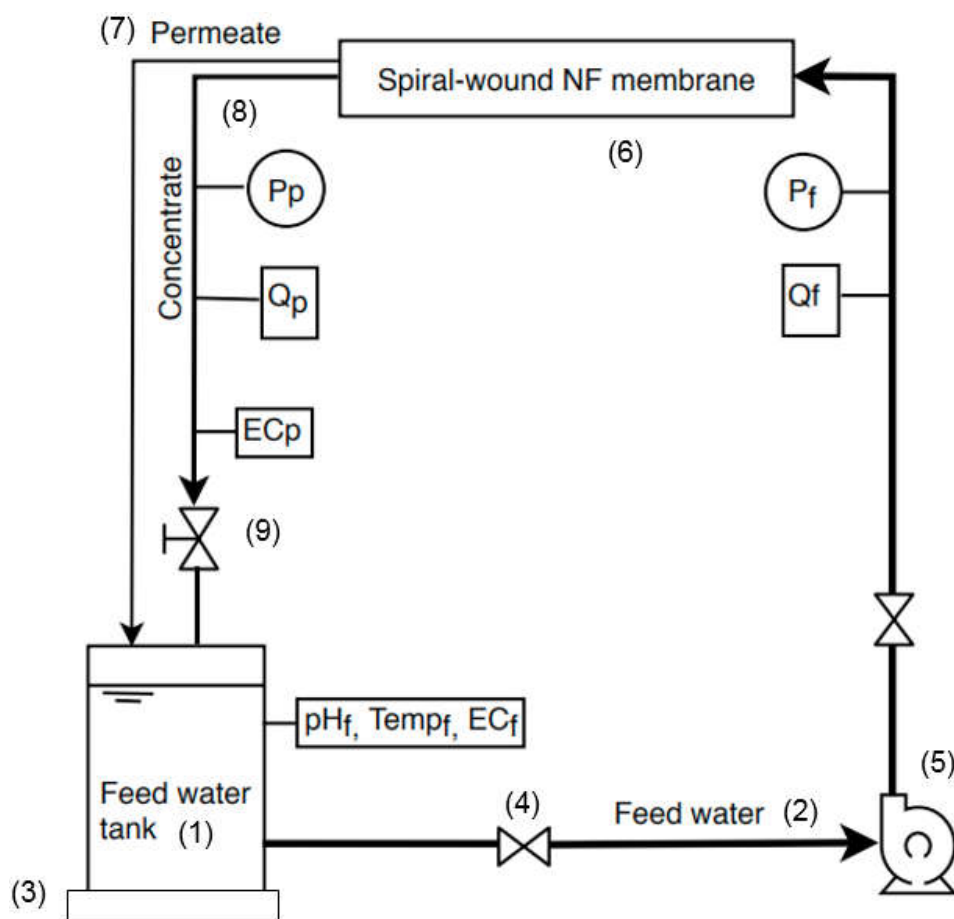 (7) Permeate
Spiral-wound NF membrane
(8)
(6)
Concentrate
Pp
Pf
Qp
Qf
ECp
(9)
pHf, Tempf, ECf
(5)
Feed water
tank (1)
(4)
Feed water (2)
(3)